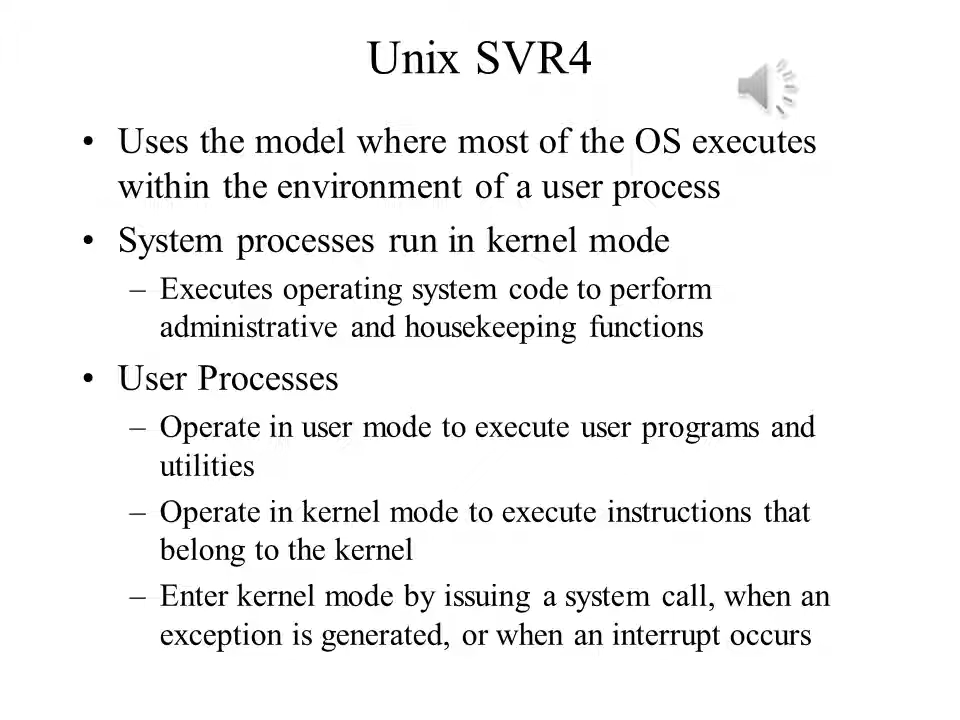 Unix SVR4
• Uses the model where most of the OS executes
within the environment of a user process
• System processes run in kernel mode
– Executes operating system code to perform
administrative and housekeeping functions
• User Processes
– Operate in user mode to execute user programs and
utilities
– Operate in kernel mode to execute instructions that
belong to the kernel
– Enter kernel mode by issuing a system call, when an
exception is generated, or when an interrupt occurs